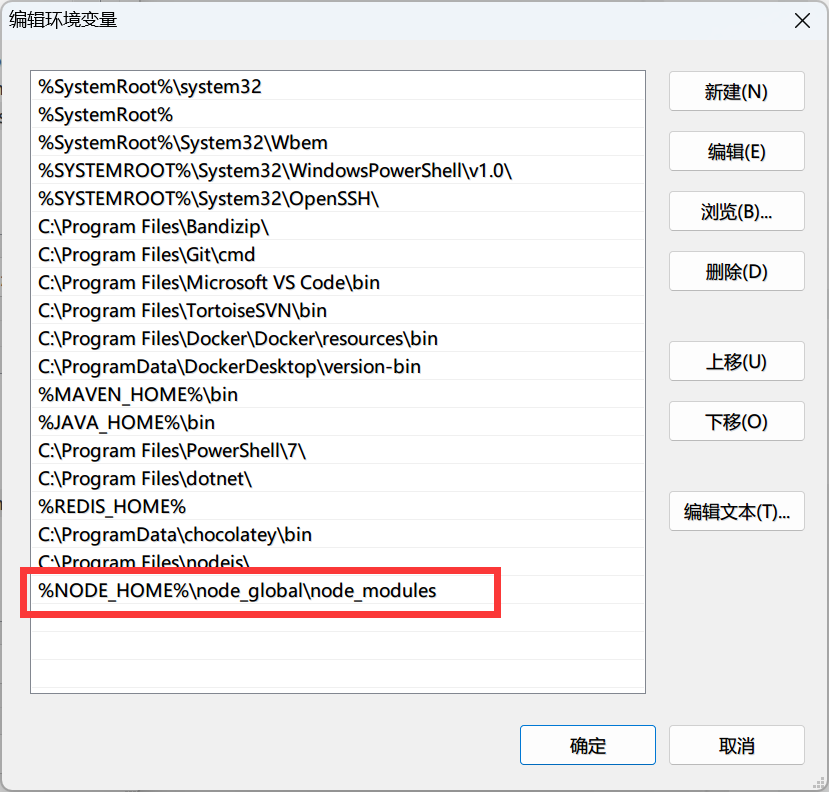 编辑环境变量
%SystemRoot%\system32
%SystemRoot%
%SystemRoot%\System32\Wbem
%SYSTEMROOT%\System32\WindowsPowerShell\v1.0\
%SYSTEMROOT%\System32\OpenSSH\
C:\Program Files\Bandizip\
C:\Program Files\Git\cmd
C:\Program Files\Microsoft VS Code\bin
C:\Program Files\TortoiseSVN\bin
C:\Program Files\Docker\Docker\resources\bin
C:\ProgramData\DockerDesktop\version-bin
%MAVEN_HOME%\bin
%JAVA_HOME%\bin
C:\Program Files\PowerShell\7\
C:\Program Files\dotnet\
%REDIS_HOME%
C:\ProgramData\chocolatey\bin
C:\Program Files\nodejs\
%NODE_HOME%\node_global\node_modules
新建(N)
编辑(E)
浏览(B)...
删除(D)
上移(U)
下移(O)
编辑文本(T)...
确定
取消